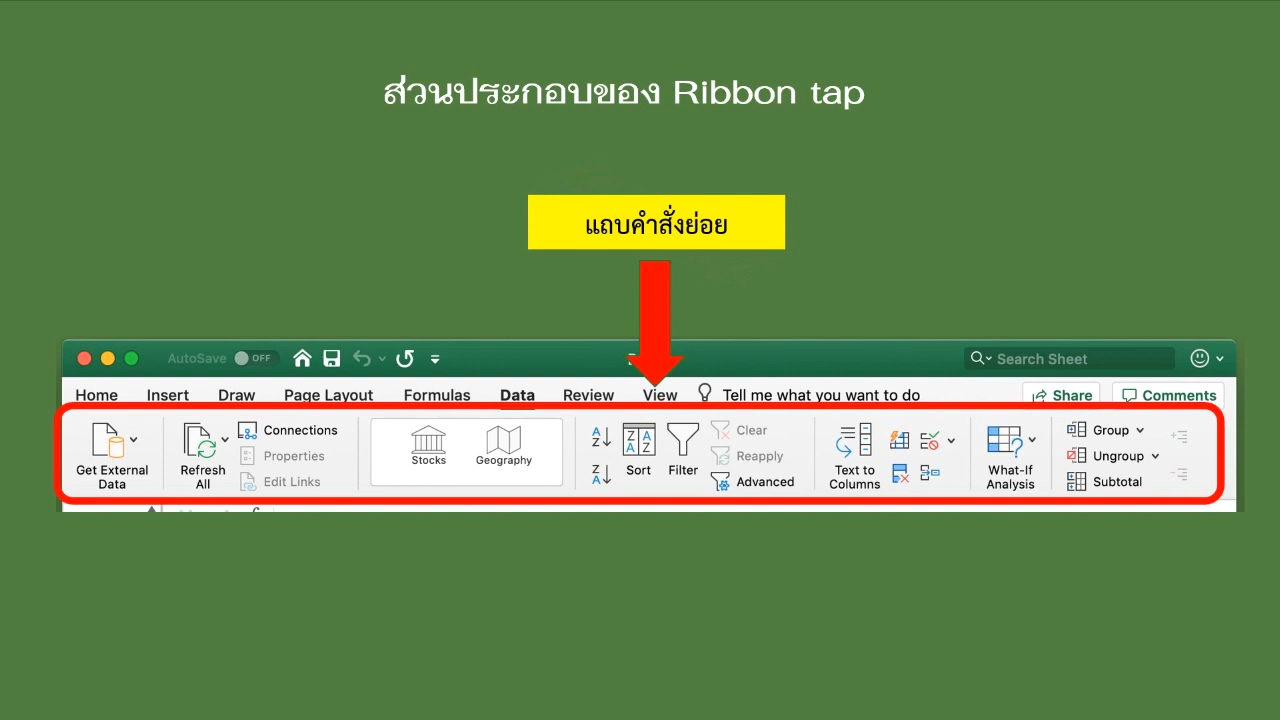 ส่วนประกอบของ Ribbon tap
แถบคำสั่งย่อย
AutoSave OFF
Search Sheet
Home Insert Draw Page Layout Formulas Data Review View Tell me what you want to do Share Comments
Get External Data
Refresh All
Connections
Properties
Edit Links
Stocks
Geography
Sort
Filter
Clear
Reapply
Advanced
Text to Columns
What-If Analysis
Group
Ungroup
Subtotal